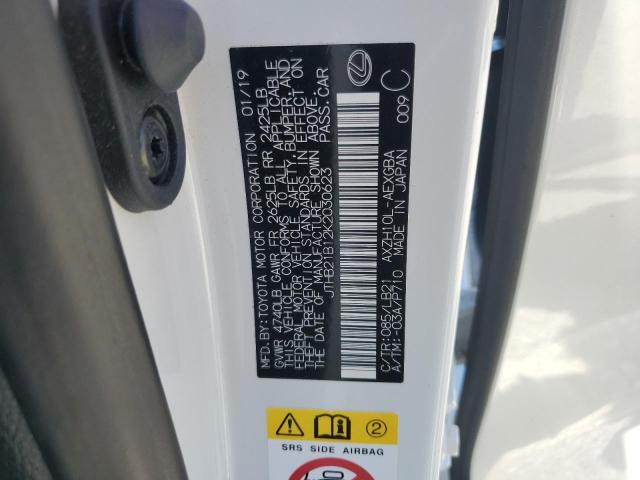 MFD.BY:TOYOTA MOTOR CORPORATION 01/19
GVWR 4740LB GAWR FR 2625LB RR 2425LB
THIS VEHICLE CONFORMS TO ALL APPLICABLE
FEDERAL MOTOR VEHICLE SAFETY, BUMPER, AND
THEFT PREVENTION STANDARDS IN EFFECT ON
THE DATE OF MANUFACTURE SHOWN ABOVE.
JTHB21B12K2030623 PASS.CAR
C/TR:085/LB21 AXZH10L-AEXGBA
A/TM:-03A/P710 MADE IN JAPAN 009 C
2
SRS SIDE AIRBAG